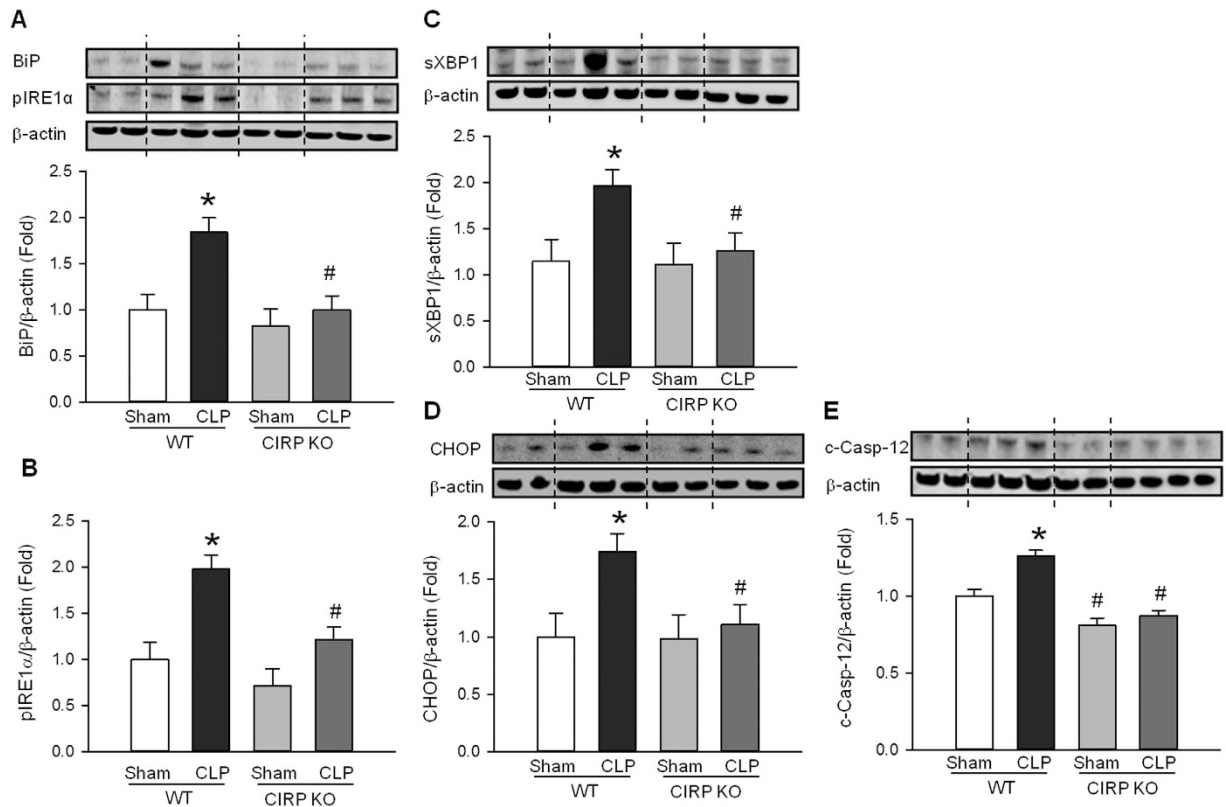 A
BiP
pIRE1α
β-actin
BiP/β-actin (Fold)
2.5
2.0
1.5
1.0
0.5
0.0
*
#
Sham CLP Sham CLP
WT CIRP KO
B
pIRE1α/β-actin (Fold)
2.5
2.0
1.5
1.0
0.5
0.0
*
#
Sham CLP Sham CLP
WT CIRP KO
C
sXBP1
β-actin
sXBP1/β-actin (Fold)
2.5
2.0
1.5
1.0
0.5
0.0
*
#
Sham CLP Sham CLP
WT CIRP KO
D
CHOP
β-actin
CHOP/β-actin (Fold)
2.0
1.5
1.0
0.5
0.0
*
#
Sham CLP Sham CLP
WT CIRP KO
E
c-Casp-12
β-actin
c-Casp-12/β-actin (Fold)
1.5
1.0
0.5
0.0
*
# #
Sham CLP Sham CLP
WT CIRP KO